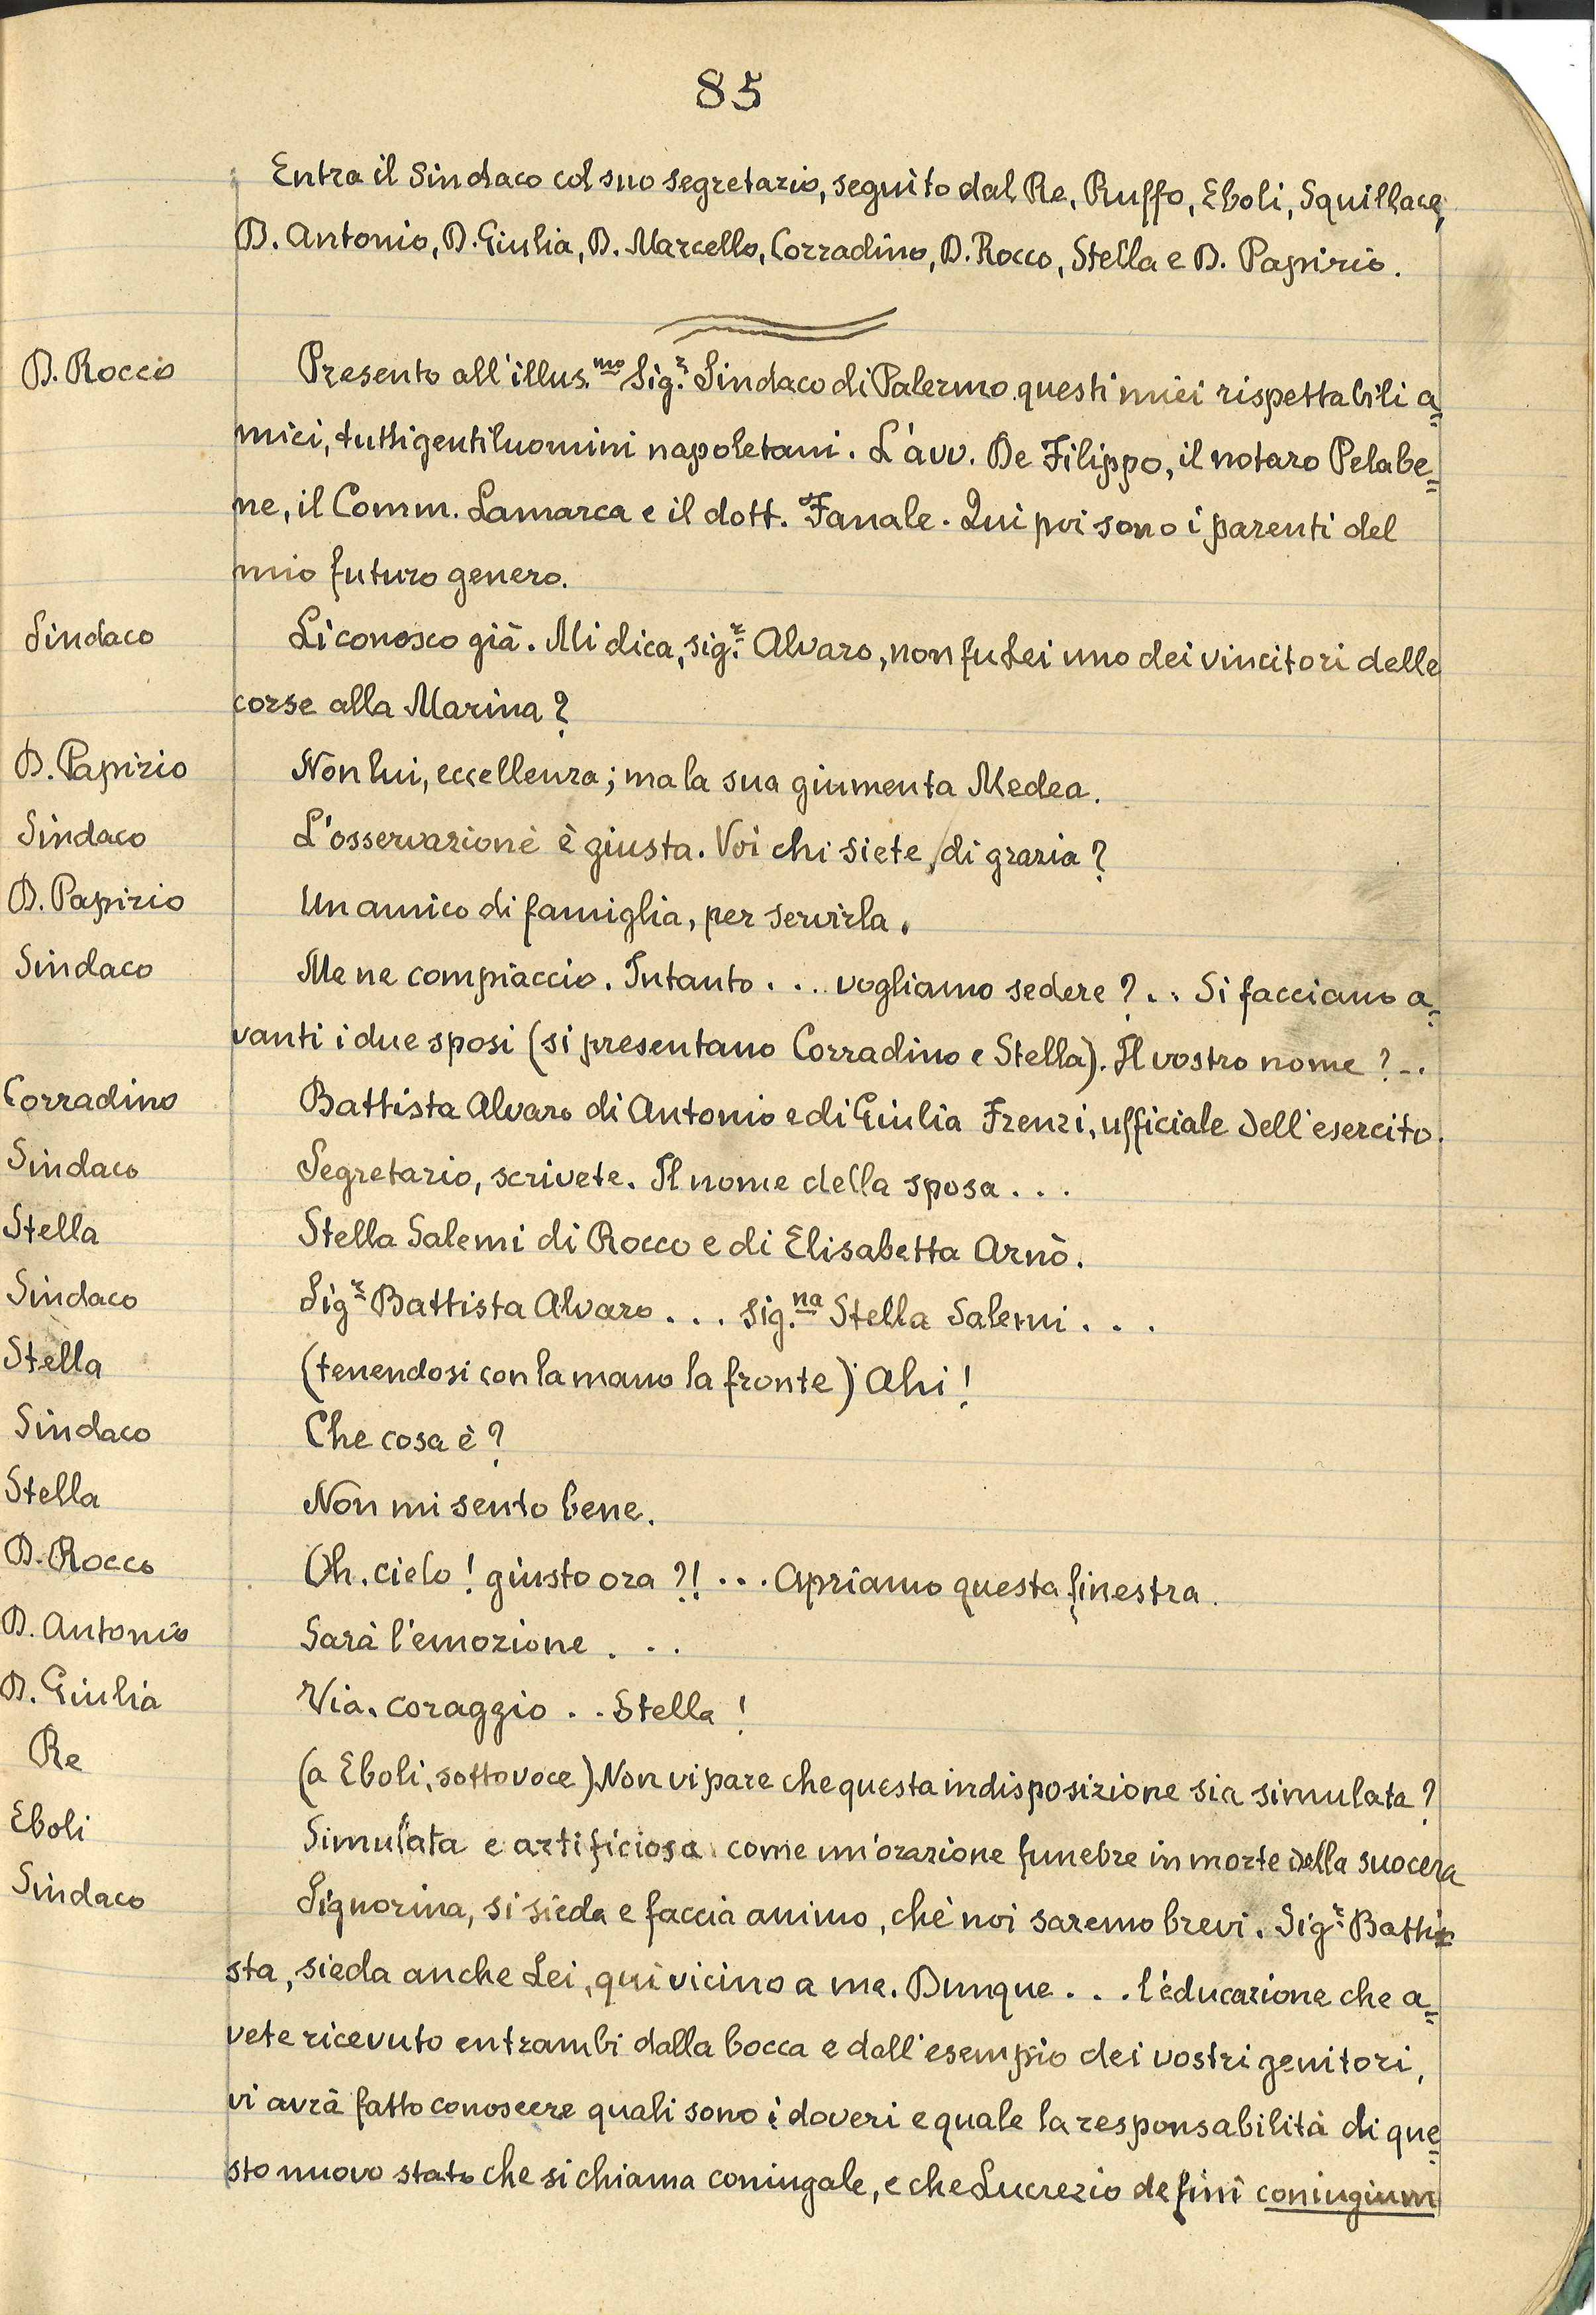 85
Entra il Sindaco col suo segretario, seguìto dal Re, Ruffo, Eboli, Squillace,
D. Antonio, D. Giulia, D. Marcello, Corradino, D. Rocco, Stella e D. Papirio.
D. Rocco Presento all'illus.mo Sig.r Sindaco di Palermo questi miei rispettabili a=
mici, tutti gentiluomini napoletani. L'avv. De Filippo, il notaro Pelabe=
ne, il Comm. Lamarca e il dott. Fanale. Qui poi sono i parenti del
mio futuro genero.
Sindaco Li conosco già. Mi dica, sig.r Alvaro, non fu Lei uno dei vincitori delle
corse alla Marina?
D. Papirio Non lui, eccellenza; ma la sua giumenta Medea.
Sindaco L'osservazione è giusta. Voi chi siete, di grazia?
D. Papirio Un amico di famiglia, per servirla.
Sindaco Me ne compiaccio. Intanto... vogliamo sedere?.. Si facciano a=
vanti i due sposi (si presentano Corradino e Stella). Il vostro nome?...
Corradino Battista Alvaro di Antonio e di Giulia Frenzi, ufficiale dell'esercito.
Sindaco Segretario, scrivete. Il nome della sposa...
Stella Stella Salemi di Rocco e di Elisabetta Arnò.
Sindaco Sig.r Battista Alvaro... sig.na Stella Salemi...
Stella (tenendosi con la mano la fronte) Ahi!
Sindaco Che cosa è?
Stella Non mi sento bene.
D. Rocco Oh, cielo! giusto ora?!... Apriamo questa finestra.
D. Antonio Sarà l'emozione...
D. Giulia Via, coraggio.. Stella!
Re (a Eboli, sottovoce) Non vi pare che questa indisposizione sia simulata?
Eboli Simulata e artificiosa come un'orazione funebre in morte della suocera
Sindaco Signorina, si sieda e faccia animo, chè noi saremo brevi. Sig.r Batti=
sta, sieda anche Lei, qui vicino a me. Dunque... l'educazione che a=
vete ricevuto entrambi dalla bocca e dall'esempio dei vostri genitori,
vi avrà fatto conoscere quali sono i doveri e quale la responsabilità di que=
sto nuovo stato che si chiama coniugale, e che Lucrezio definì coniugium